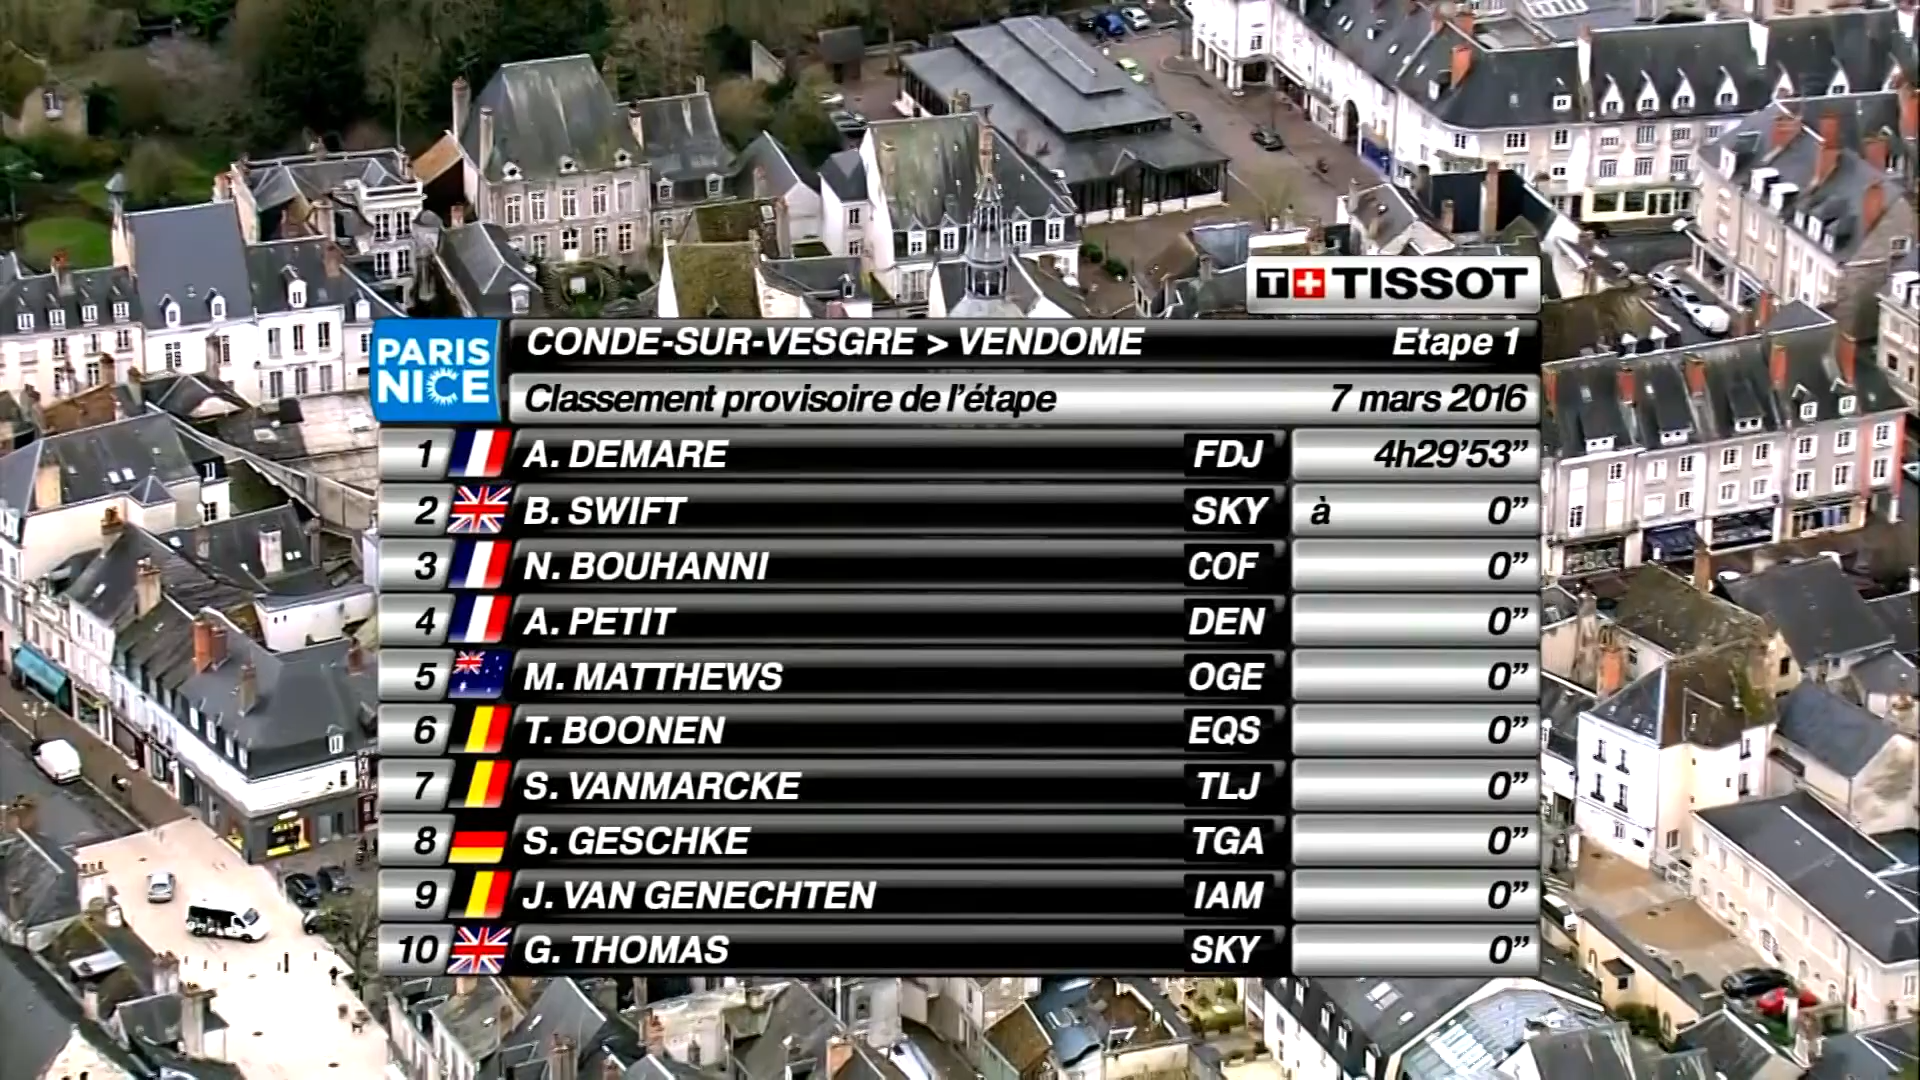 T+ TISSOT
PARIS NICE
CONDE-SUR-VESGRE > VENDOME Etape 1
Classement provisoire de l'étape 7 mars 2016
1 A. DEMARE FDJ 4h29'53”
2 B. SWIFT SKY à 0”
3 N. BOUHANNI COF 0”
4 A. PETIT DEN 0”
5 M. MATTHEWS OGE 0”
6 T. BOONEN EQS 0”
7 S. VANMARCKE TLJ 0”
8 S. GESCHKE TGA 0”
9 J. VAN GENECHTEN IAM 0”
10 G. THOMAS SKY 0”